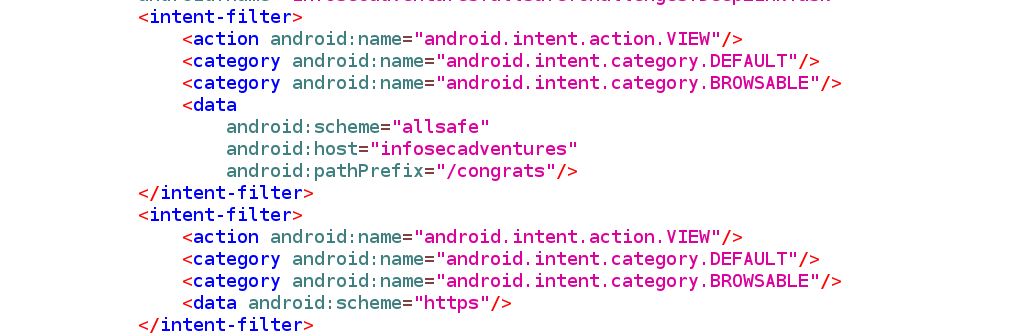 <intent-filter>
<action android:name="android.intent.action.VIEW"/>
<category android:name="android.intent.category.DEFAULT"/>
<category android:name="android.intent.category.BROWSABLE"/>
<data
android:scheme="allsafe"
android:host="infosecadventures"
android:pathPrefix="/congrats"/>
</intent-filter>
<intent-filter>
<action android:name="android.intent.action.VIEW"/>
<category android:name="android.intent.category.DEFAULT"/>
<category android:name="android.intent.category.BROWSABLE"/>
<data android:scheme="https"/>
</intent-filter>